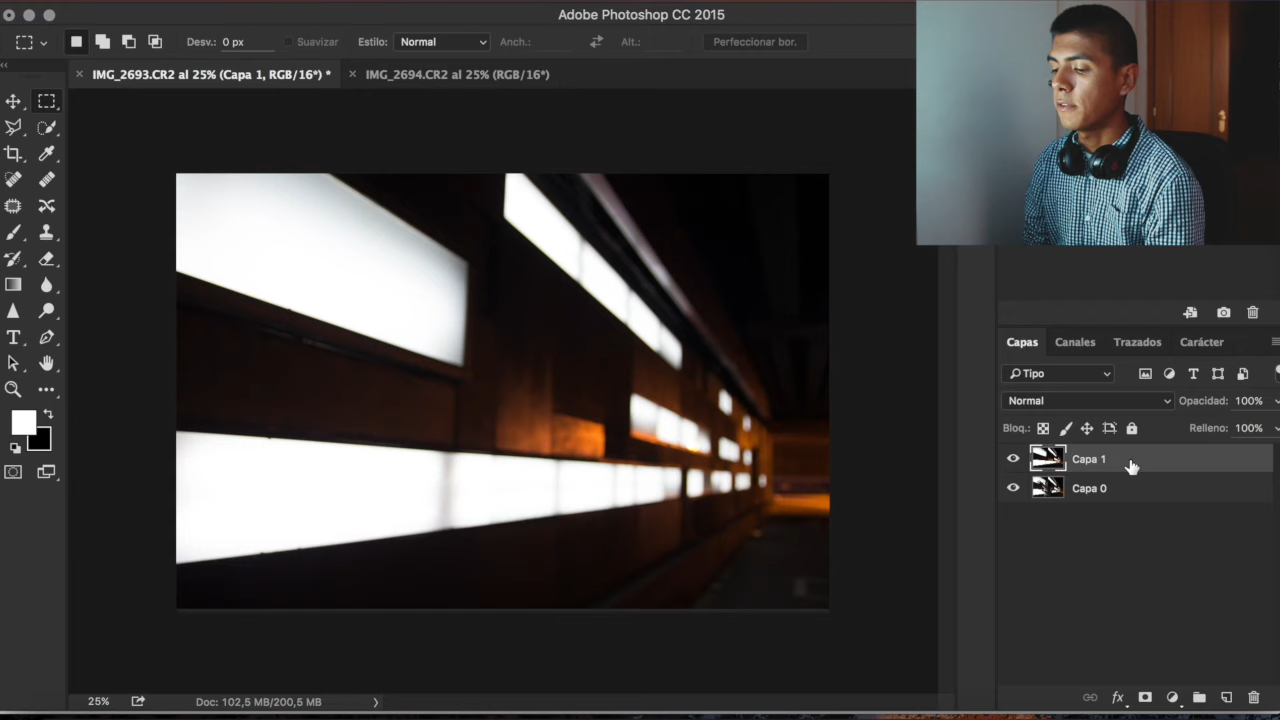 Adobe Photoshop CC 2015
Desv.: 0 px Suavizar Estilo: Normal Anch.: Alt.: Perfeccionar bor.
IMG_2693.CR2 al 25% (Capa 1, RGB/16*) * IMG_2694.CR2 al 25% (RGB/16*)
Capas Canales Trazados Carácter
Tipo
Normal Opacidad: 100%
Bloq.: Relleno: 100%
Capa 1
Capa 0
25% Doc: 102,5 MB/200,5 MB